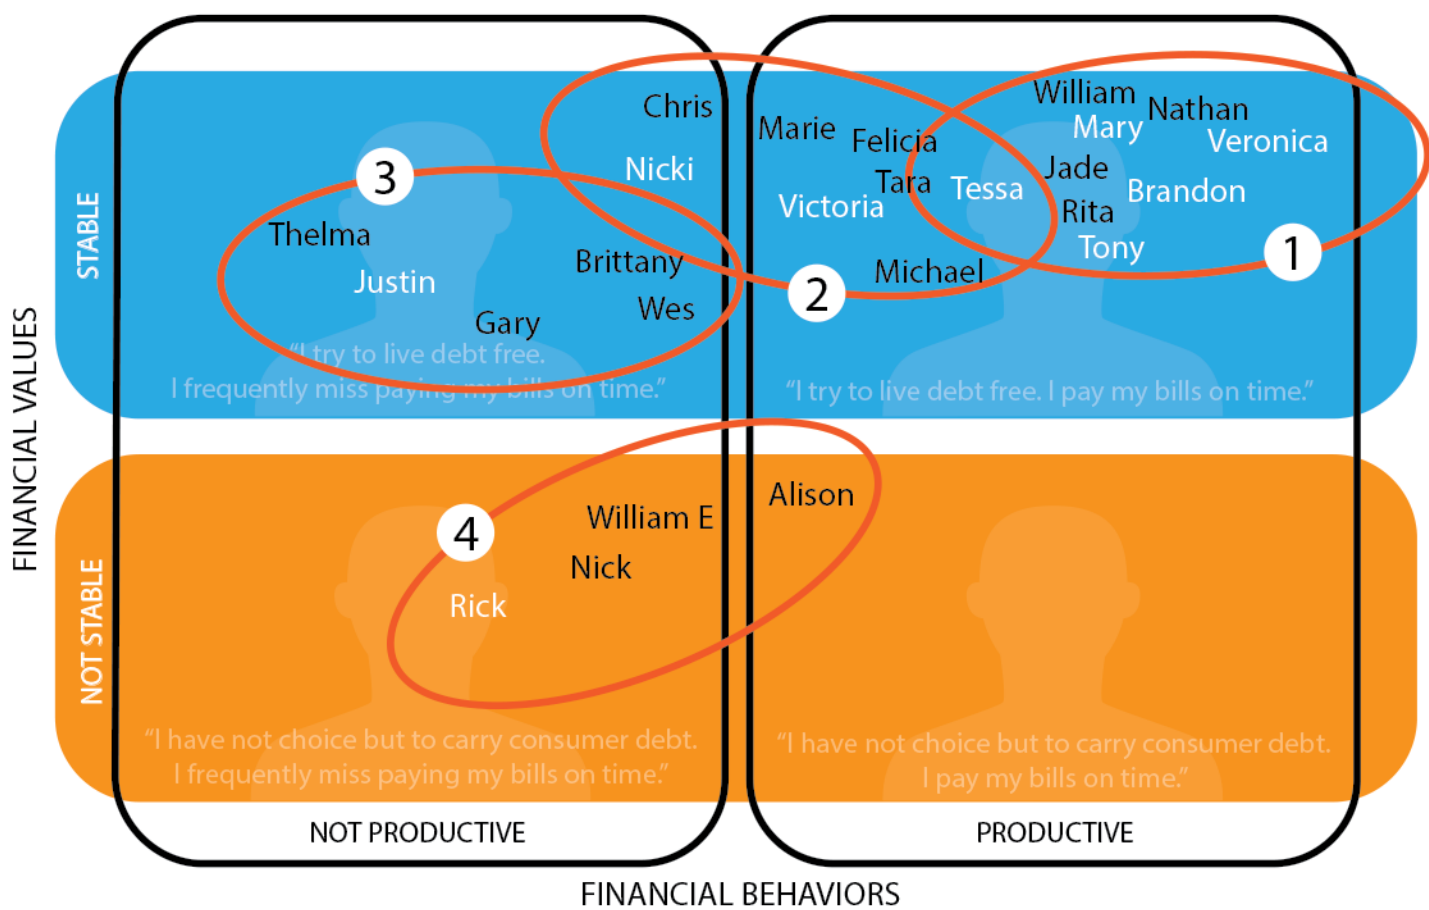 FINANCIAL VALUES
STABLE
NOT STABLE
Chris
Nicki
3
Thelma
Justin
Brittany
Wes
Gary
“I try to live debt free.
I frequently miss paying my bills on time.”
William
Nathan
Mary
Veronica
Marie
Felicia
Jade
Tara
Tessa
Brandon
Victoria
Rita
Tony
1
Michael
2
“I try to live debt free. I pay my bills on time.”
4
William E
Nick
Rick
“I have not choice but to carry consumer debt.
I frequently miss paying my bills on time.”
Alison
“I have not choice but to carry consumer debt.
I pay my bills on time.”
NOT PRODUCTIVE
PRODUCTIVE
FINANCIAL BEHAVIORS